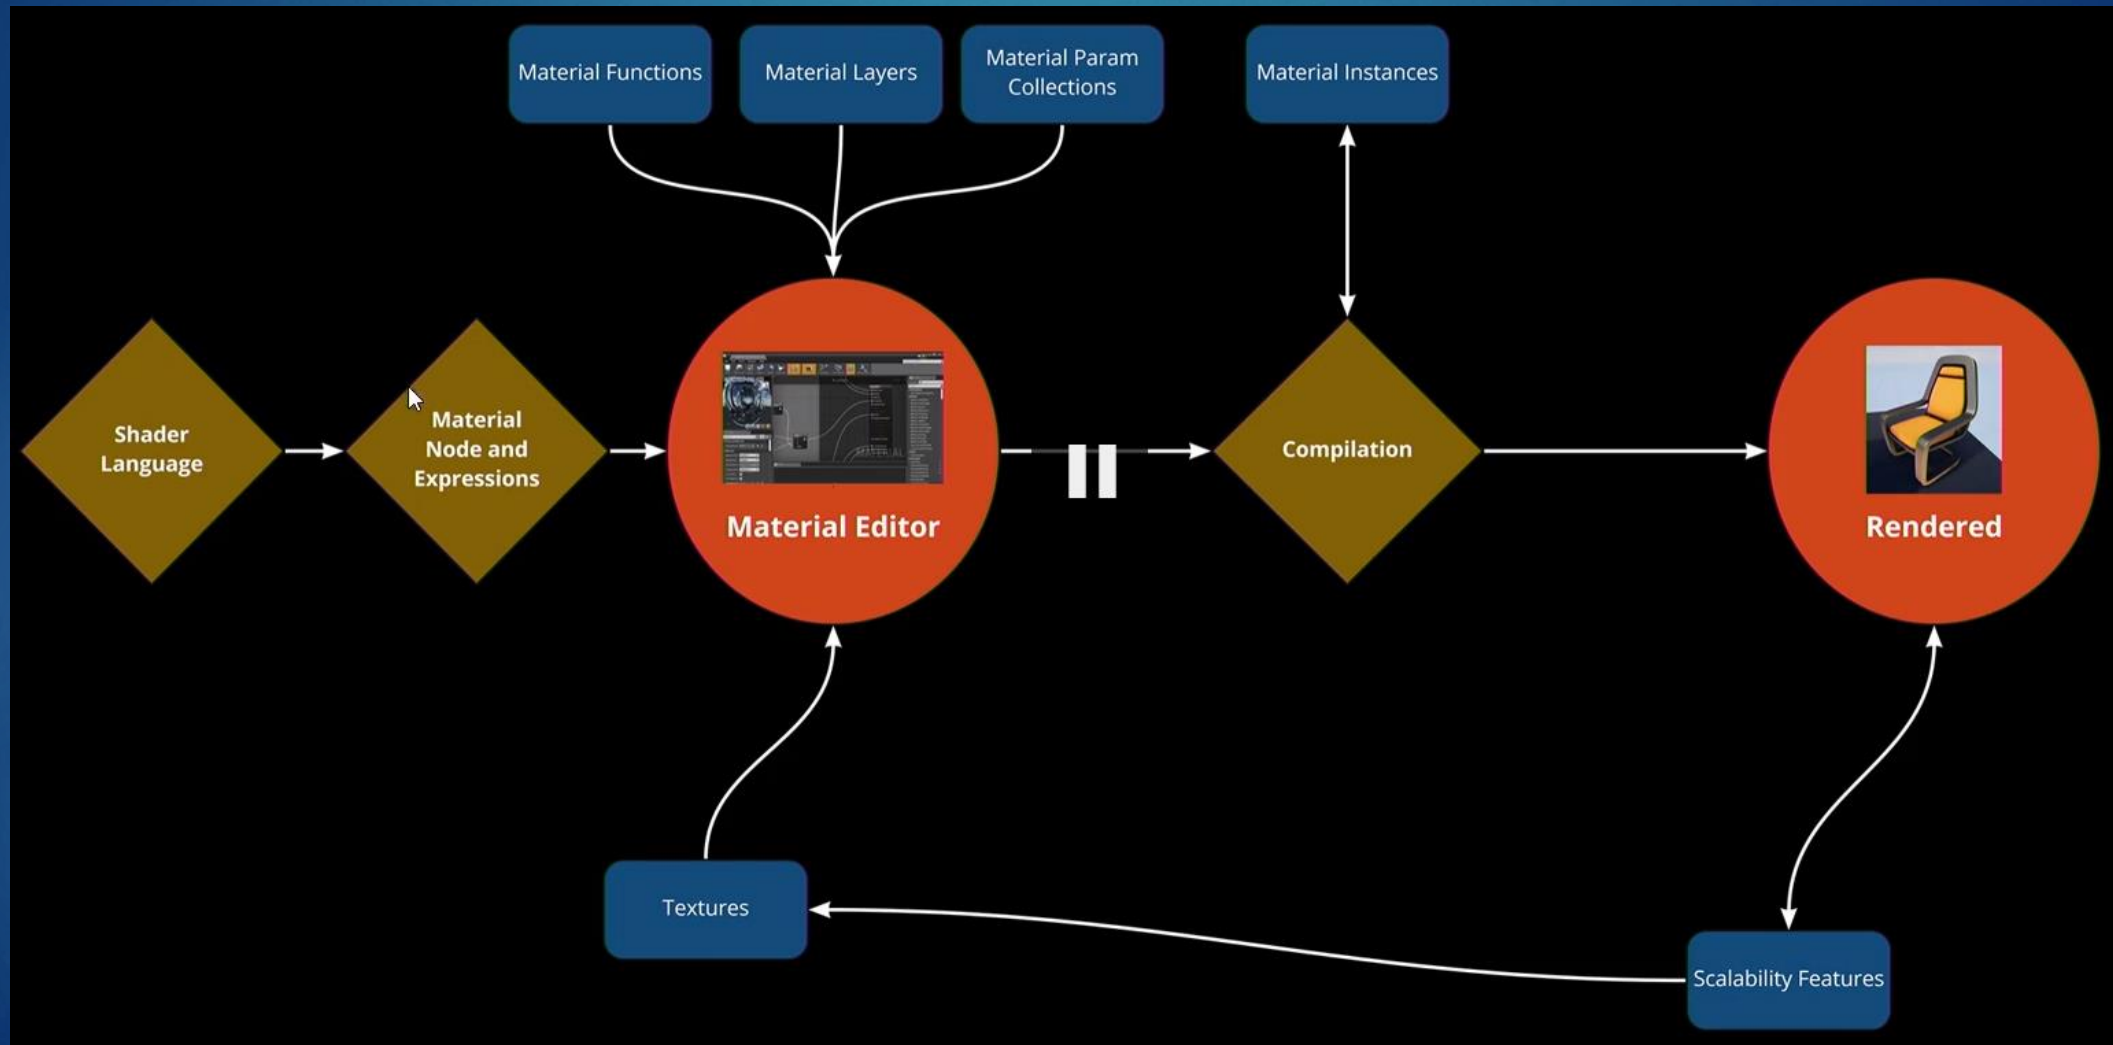 Material Functions
Material Layers
Material Param
Collections
Material Instances
Shader
Language
Material
Node and
Expressions
Material Editor
Compilation
Rendered
Textures
Scalability Features